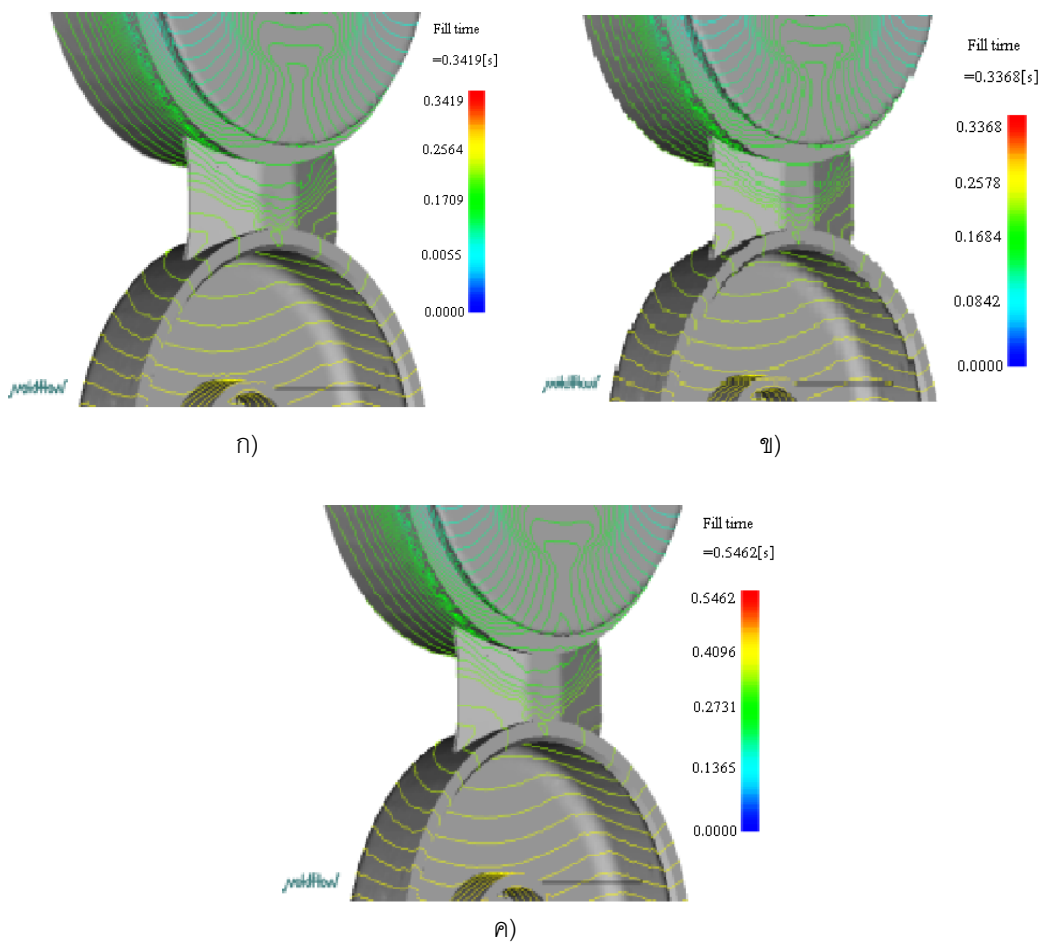 Fill time
=0.3419[s]
0.3419
0.2564
0.1709
0.0055
0.0000
ก)
Fill time
=0.3368[s]
0.3368
0.2578
0.1684
0.0842
0.0000
ข)
Fill time
=0.5462[s]
0.5462
0.4096
0.2731
0.1365
0.0000
ค)